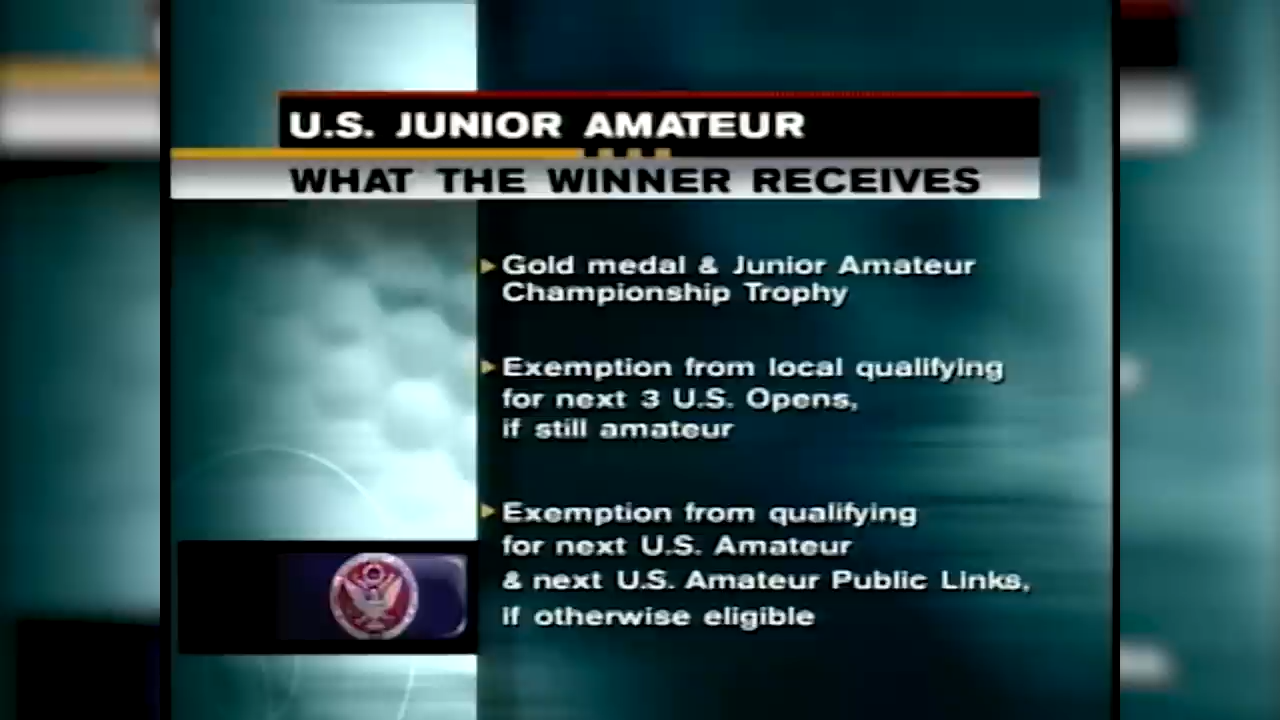 U.S. JUNIOR AMATEUR
WHAT THE WINNER RECEIVES
Gold medal & Junior Amateur
Championship Trophy
Exemption from local qualifying
for next 3 U.S. Opens,
if still amateur
Exemption from qualifying
for next U.S. Amateur
& next U.S. Amateur Public Links,
if otherwise eligible